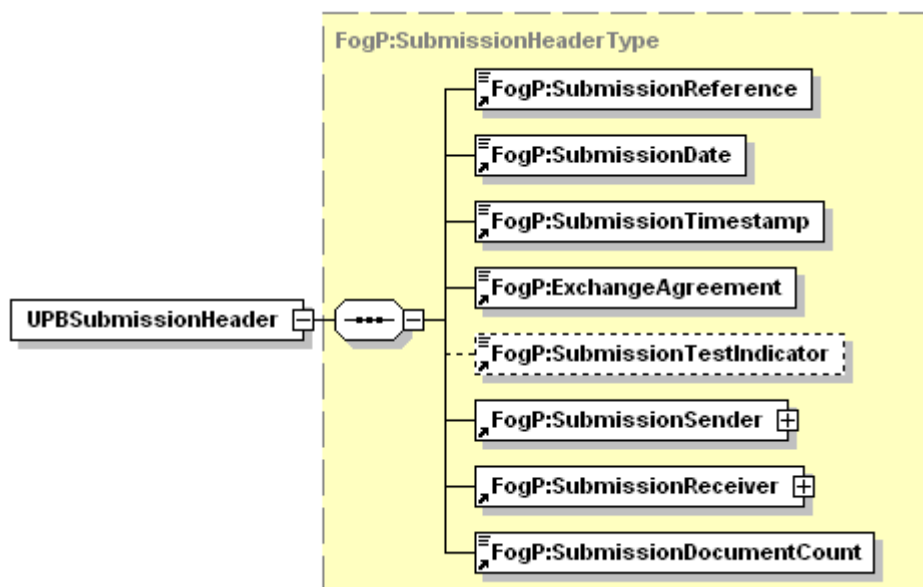 FogP:SubmissionHeaderType
FogP:SubmissionReference
FogP:SubmissionDate
FogP:SubmissionTimestamp
FogP:ExchangeAgreement
UPBSubmissionHeader
FogP:SubmissionTestIndicator
FogP:SubmissionSender
FogP:SubmissionReceiver
FogP:SubmissionDocumentCount